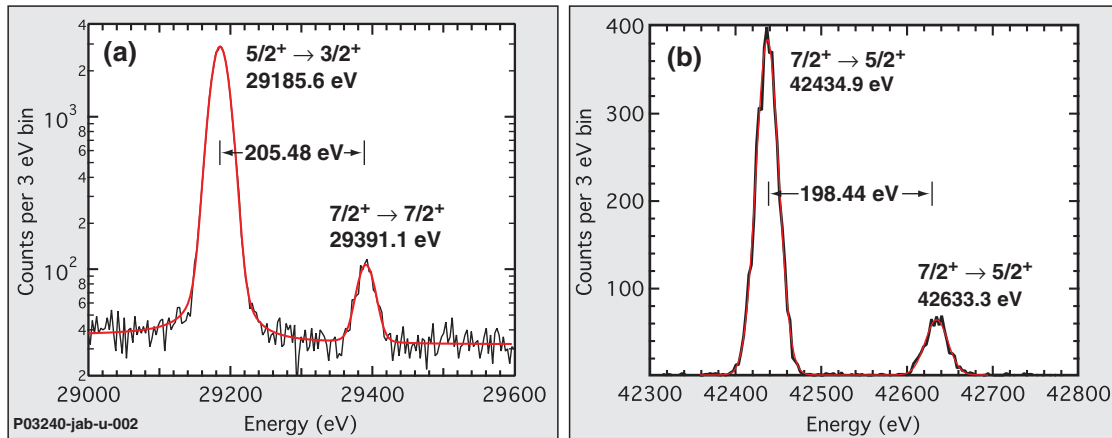 (a)
5/2⁺ → 3/2⁺
29185.6 eV
205.48 eV
7/2⁺ → 7/2⁺
29391.1 eV
Counts per 3 eV bin
4
2
10³
8
6
4
2
10²
8
6
4
2
29000 29200 29400 29600
Energy (eV)
P03240-jab-u-002
(b)
7/2⁺ → 5/2⁺
42434.9 eV
198.44 eV
7/2⁺ → 5/2⁺
42633.3 eV
Counts per 3 eV bin
400
300
200
100
42300 42400 42500 42600 42700 42800
Energy (eV)